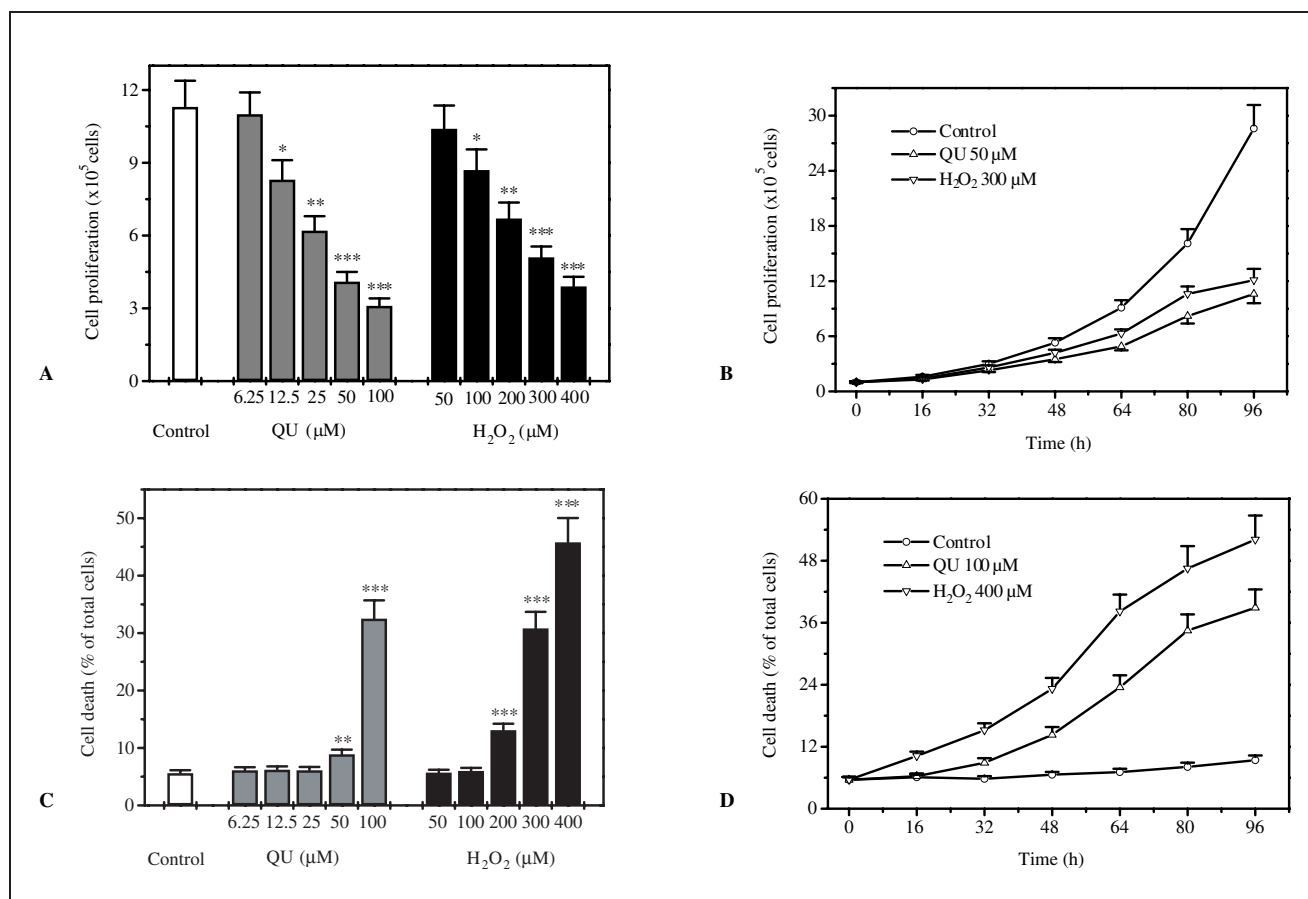 12
9
6
3
0
Cell proliferation (x10⁵ cells)
* ** *** ***
* ** *** ***
6.25 12.5 25 50 100
50 100 200 300 400
Control QU (µM) H₂O₂ (µM)
A
30
24
18
12
6
0
Cell proliferation (x10⁵ cells)
Control
QU 50 µM
H₂O₂ 300 µM
0 16 32 48 64 80 96
Time (h)
B
50
40
30
20
10
0
Cell death (% of total cells)
** ***
*** *** ***
6.25 12.5 25 50 100
50 100 200 300 400
Control QU (µM) H₂O₂ (µM)
C
60
48
36
24
12
0
Cell death (% of total cells)
Control
QU 100 µM
H₂O₂ 400 µM
0 16 32 48 64 80 96
Time (h)
D